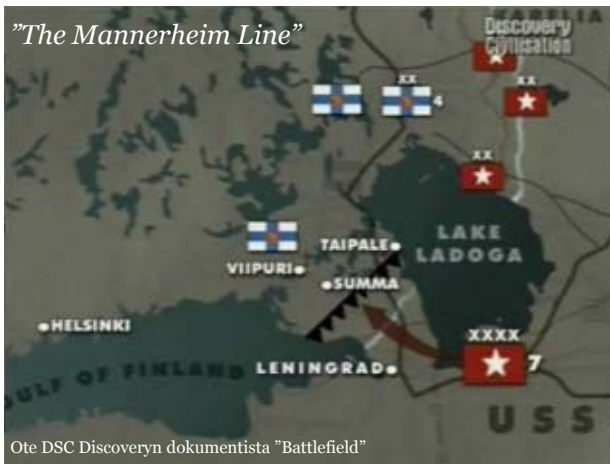 "The Mannerheim Line"
KARELIA
Discovery
Civilisation
XX
XX
4
XX
LAKE
LADOGA
TAIPALE
VIIPURI
SUMMA
HELSINKI
XXXX
7
GULF OF FINLAND
LENINGRAD
USS
Ote DSC Discoveryn dokumentista "Battlefield"